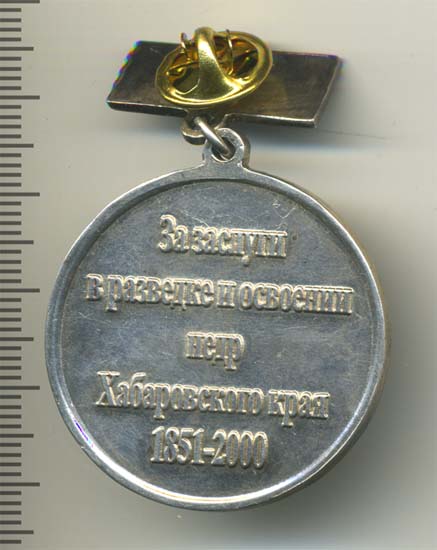 За заслуги
в разведке и освоении
недр
Хабаровского края
1851-2000